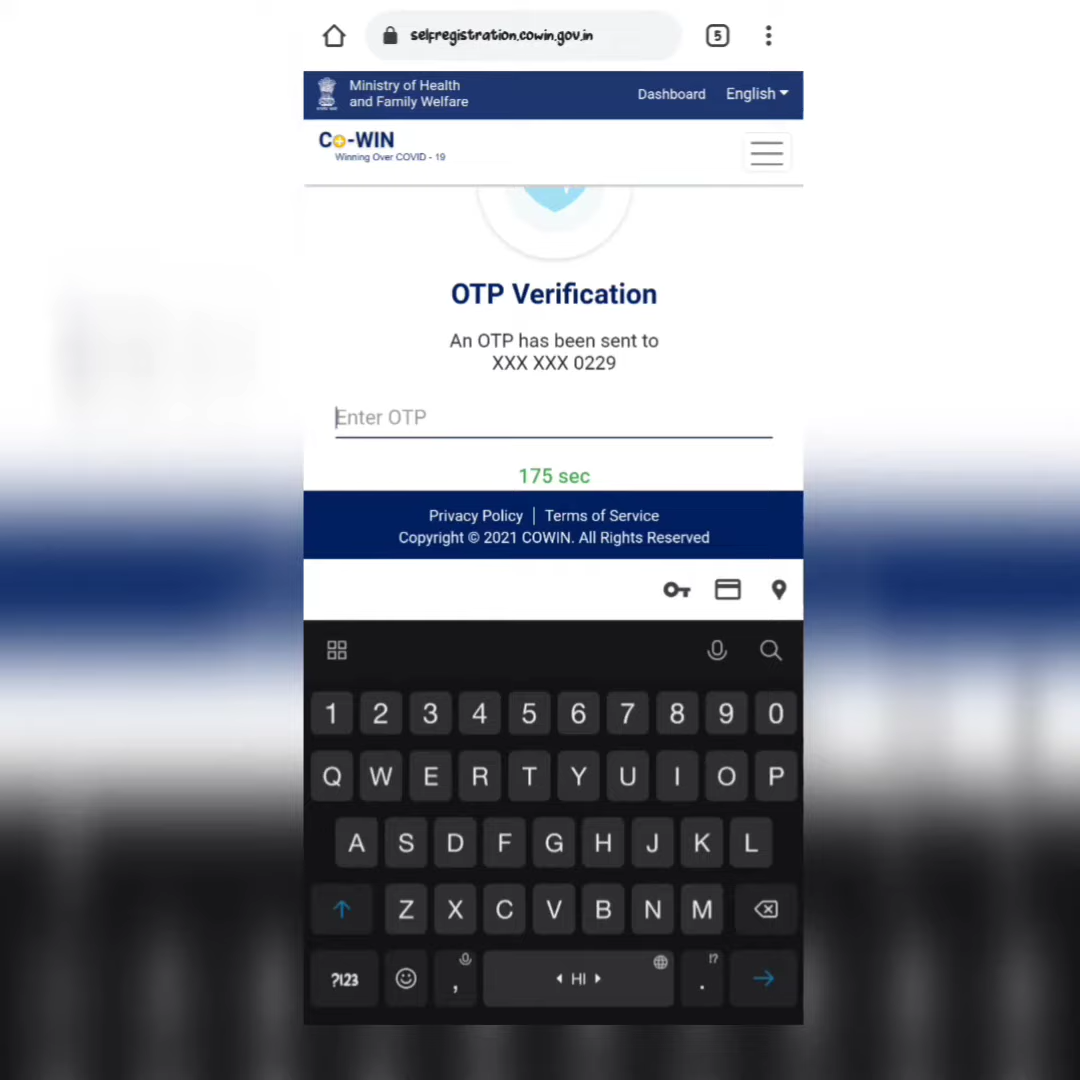 selfregistration.cowin.gov.in
5
Ministry of Health
and Family Welfare
Dashboard English
Co-WIN
Winning Over COVID - 19
OTP Verification
An OTP has been sent to
XXX XXX 0229
Enter OTP
175 sec
Privacy Policy | Terms of Service
Copyright © 2021 COWIN. All Rights Reserved
1 2 3 4 5 6 7 8 9 0
Q W E R T Y U I O P
A S D F G H J K L
Z X C V B N M
?123 , HI . !?